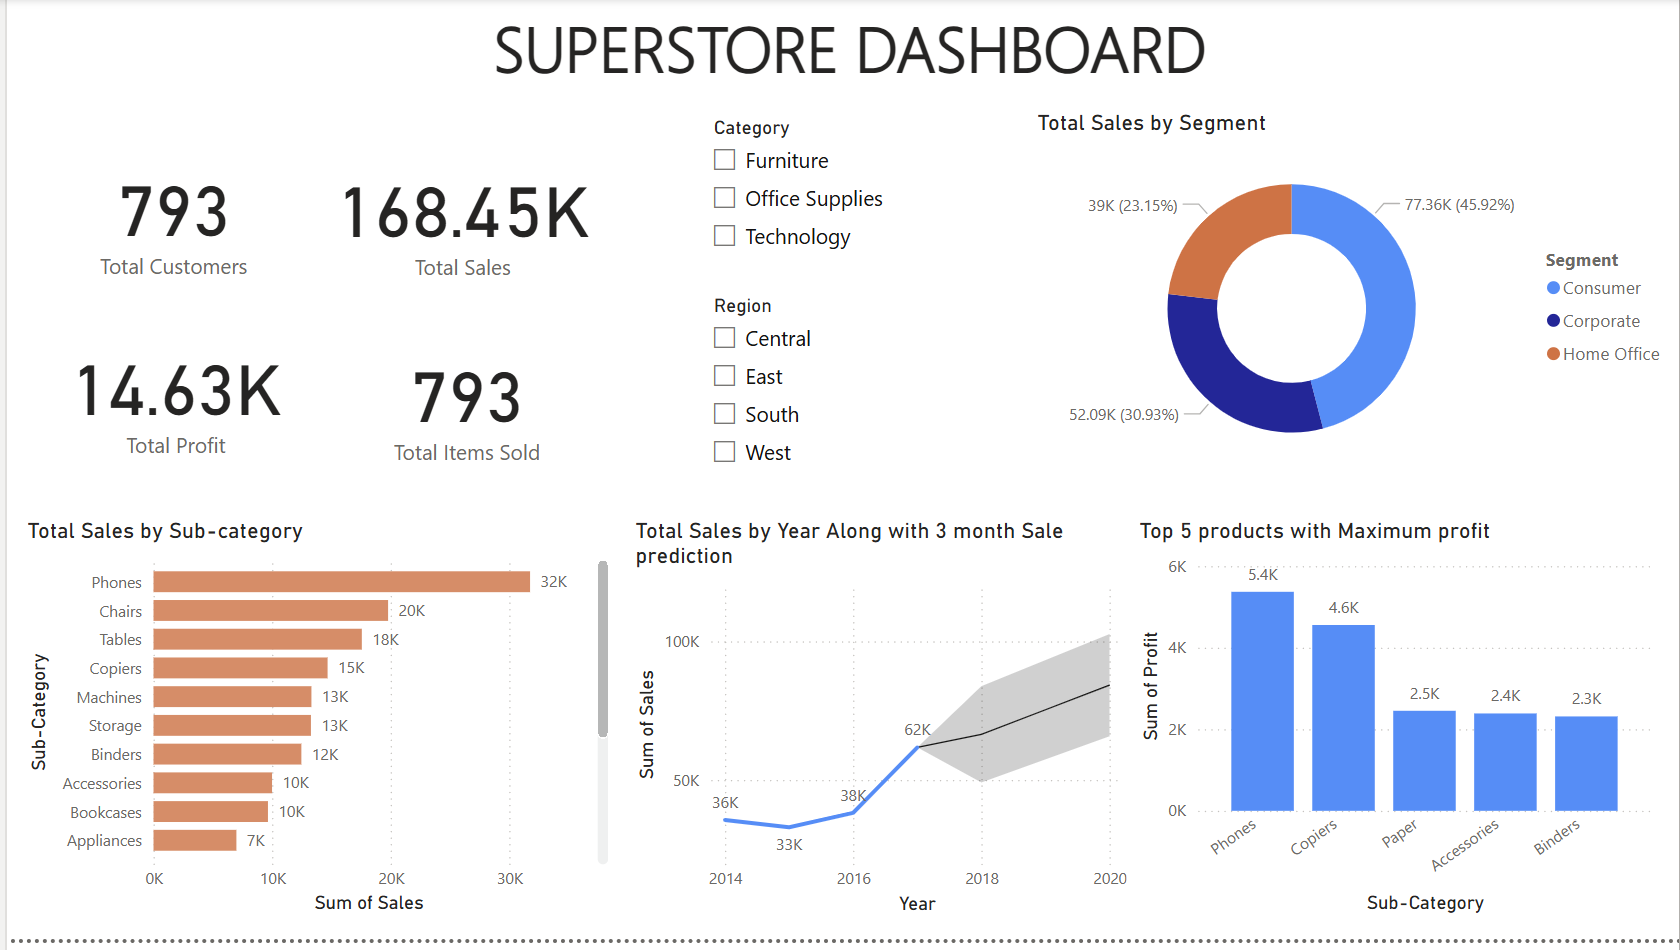 SUPERSTORE DASHBOARD
793
Total Customers
168.45K
Total Sales
14.63K
Total Profit
793
Total Items Sold
Category
Furniture
Office Supplies
Technology
Region
Central
East
South
West
Total Sales by Segment
39K (23.15%)
77.36K (45.92%)
52.09K (30.93%)
Segment
Consumer
Corporate
Home Office
Total Sales by Sub-category
Sub-Category
Phones 32K
Chairs 20K
Tables 18K
Copiers 15K
Machines 13K
Storage 13K
Binders 12K
Accessories 10K
Bookcases 10K
Appliances 7K
0K 10K 20K 30K
Sum of Sales
Total Sales by Year Along with 3 month Sale
prediction
Sum of Sales
100K
50K
36K
33K
38K
62K
2014 2016 2018 2020
Year
Top 5 products with Maximum profit
Sum of Profit
6K
4K
2K
0K
5.4K
4.6K
2.5K
2.4K
2.3K
Phones
Copiers
Paper
Accessories
Binders
Sub-Category